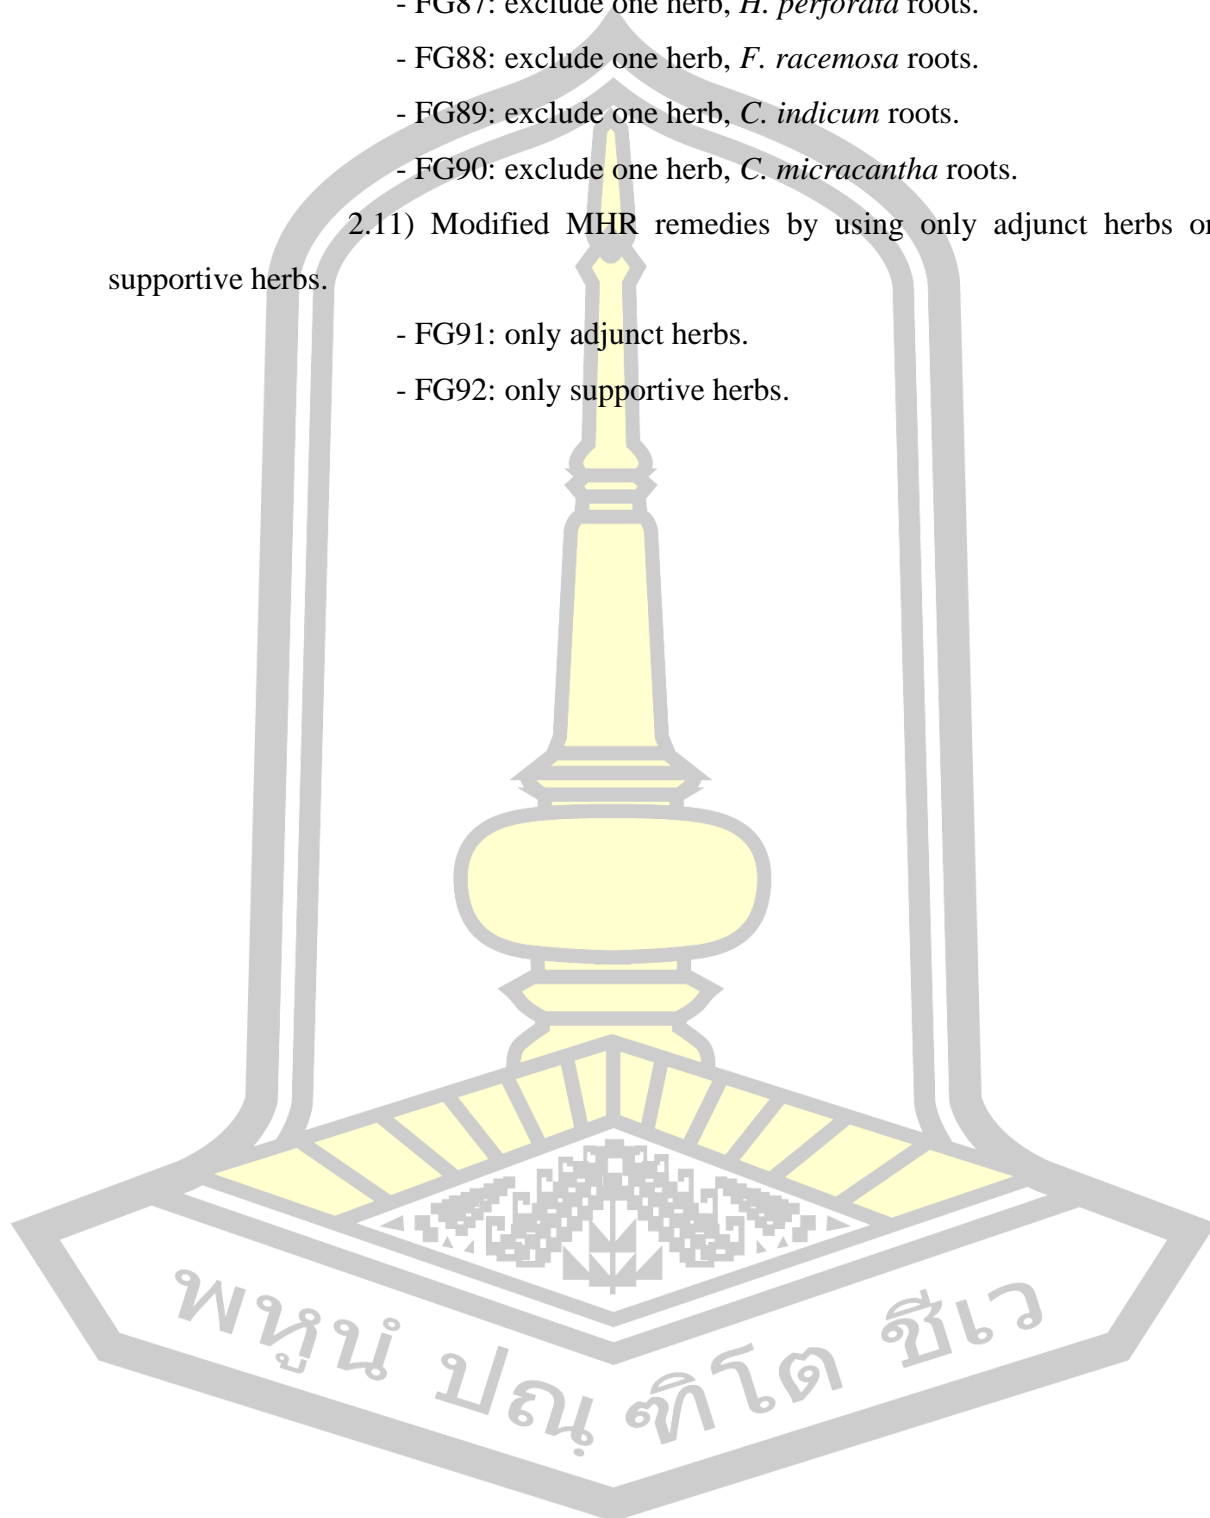 - FG87: exclude one herb, H. perforata roots.
- FG88: exclude one herb, F. racemosa roots.
- FG89: exclude one herb, C. indicum roots.
- FG90: exclude one herb, C. micracantha roots.
2.11) Modified MHR remedies by using only adjunct herbs or
supportive herbs.
- FG91: only adjunct herbs.
- FG92: only supportive herbs.
พหูนํ ปณฺฑิโต ชีเว